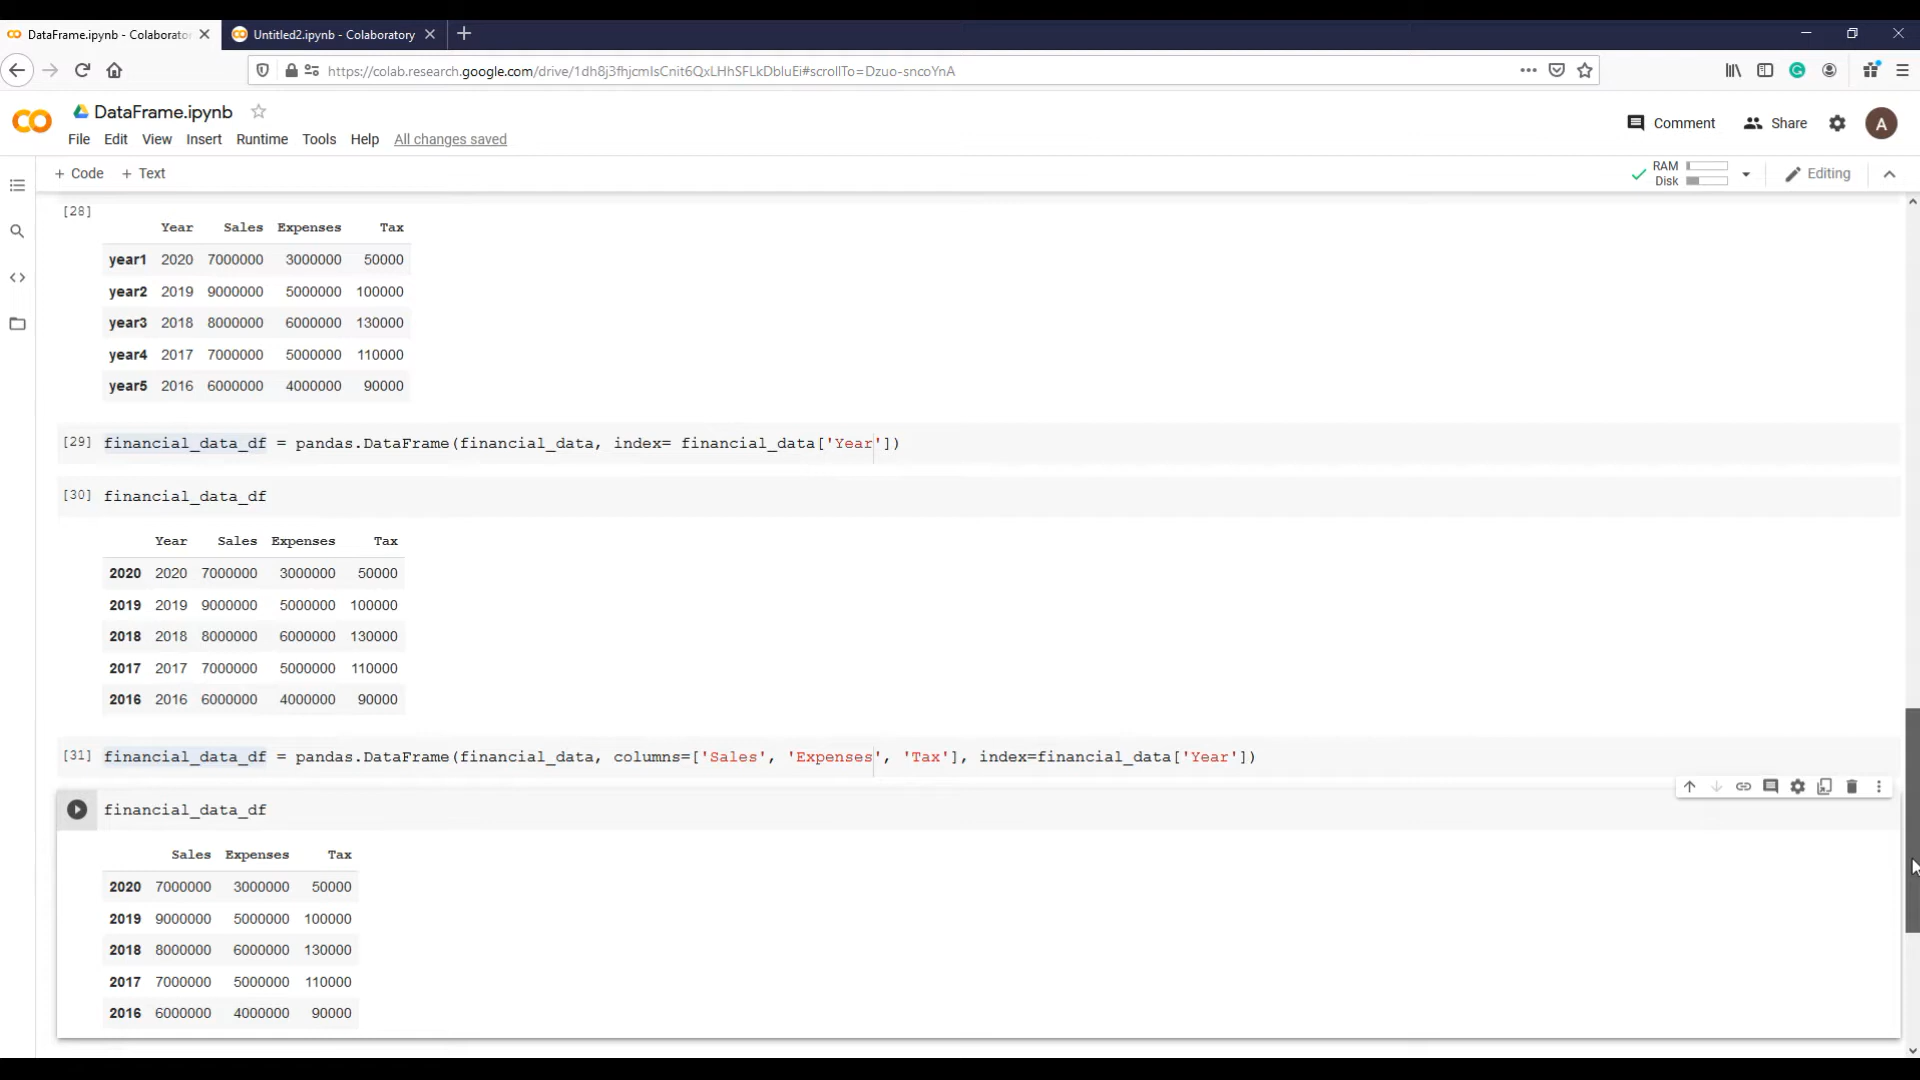 DataFrame.ipynb - Colaborato
Untitled2.ipynb - Colaboratory
https://colab.research.google.com/drive/1dh8j3fhjcmIsCnit6QxLHhSFLkDbluEi#scrollTo=Dzuo-sncoYnA
DataFrame.ipynb
Comment
Share
A
File Edit View Insert Runtime Tools Help All changes saved
+ Code + Text
RAM
Disk
Editing
[28]
Year Sales Expenses Tax
year1 2020 7000000 3000000 50000
year2 2019 9000000 5000000 100000
year3 2018 8000000 6000000 130000
year4 2017 7000000 5000000 110000
year5 2016 6000000 4000000 90000
[29] financial_data_df = pandas.DataFrame(financial_data, index= financial_data['Year'])
[30] financial_data_df
Year Sales Expenses Tax
2020 2020 7000000 3000000 50000
2019 2019 9000000 5000000 100000
2018 2018 8000000 6000000 130000
2017 2017 7000000 5000000 110000
2016 2016 6000000 4000000 90000
[31] financial_data_df = pandas.DataFrame(financial_data, columns=['Sales', 'Expenses', 'Tax'], index=financial_data['Year'])
financial_data_df
Sales Expenses Tax
2020 7000000 3000000 50000
2019 9000000 5000000 100000
2018 8000000 6000000 130000
2017 7000000 5000000 110000
2016 6000000 4000000 90000